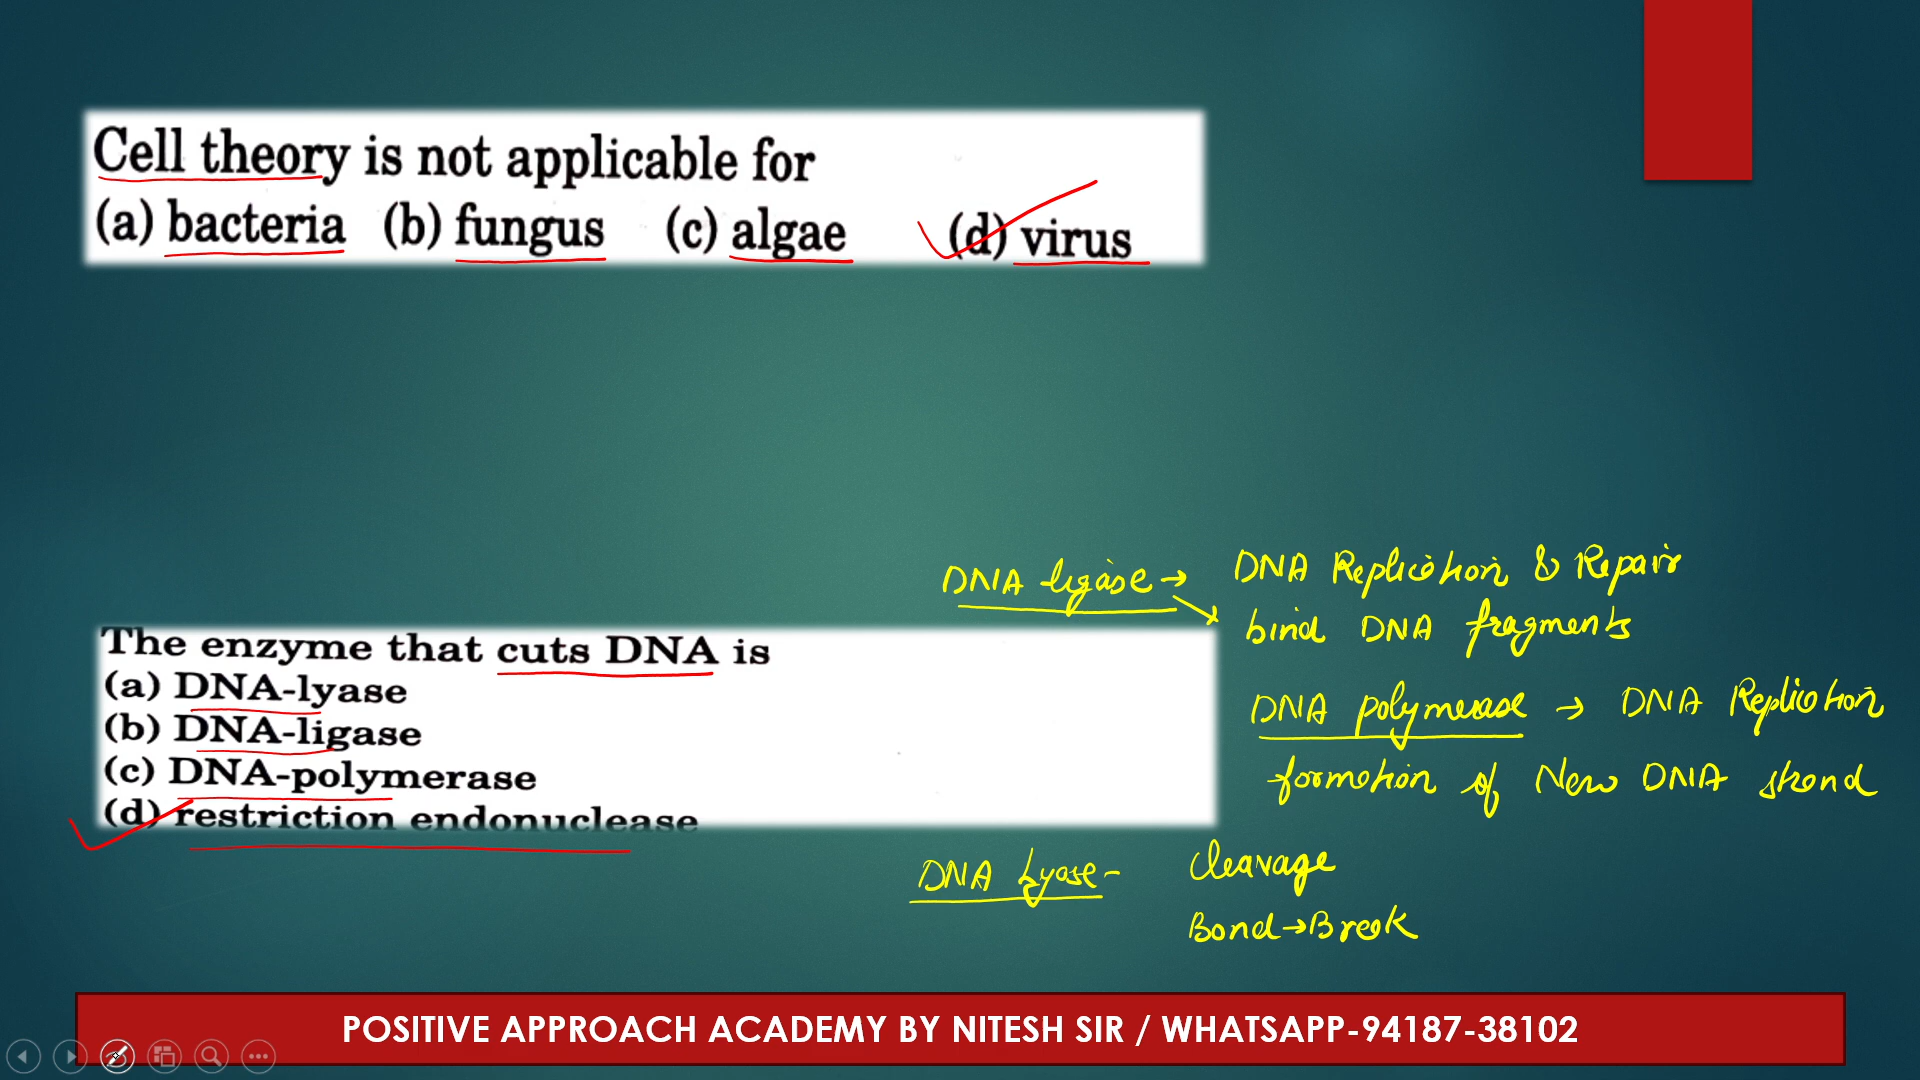 Cell theory is not applicable for
(a) bacteria (b) fungus (c) algae (d) virus
DNA ligase → DNA Replication & Repair
bind DNA fragments
The enzyme that cuts DNA is
(a) DNA-lyase
(b) DNA-ligase
(c) DNA-polymerase
(d) restriction endonuclease
DNA polymerase → DNA Replication
formation of New DNA strand
DNA Lyase - Cleavage
Bond → Break
POSITIVE APPROACH ACADEMY BY NITESH SIR / WHATSAPP-94187-38102